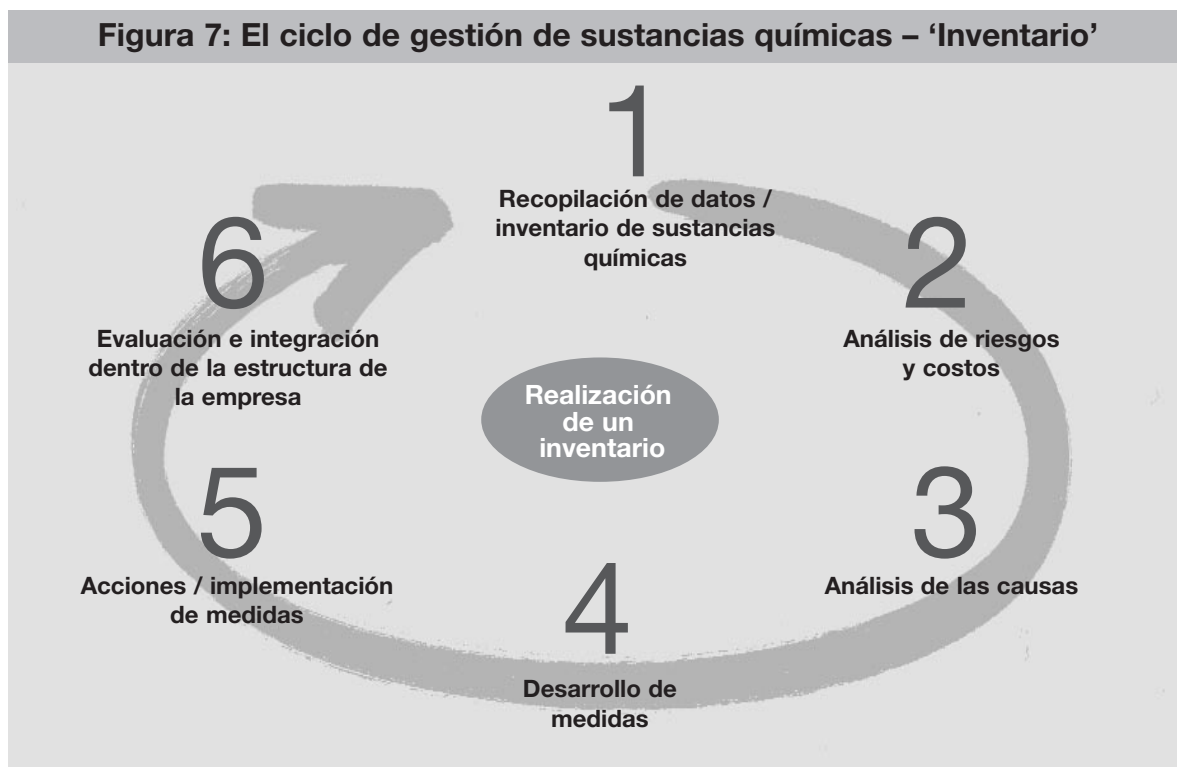 Figura 7: El ciclo de gestión de sustancias químicas – ‘Inventario’
1
Recopilación de datos /
inventario de sustancias
químicas
2
Análisis de riesgos
y costos
3
Análisis de las causas
4
Desarrollo de
medidas
5
Acciones / implementación
de medidas
6
Evaluación e integración
dentro de la estructura de
la empresa
Realización
de un
inventario